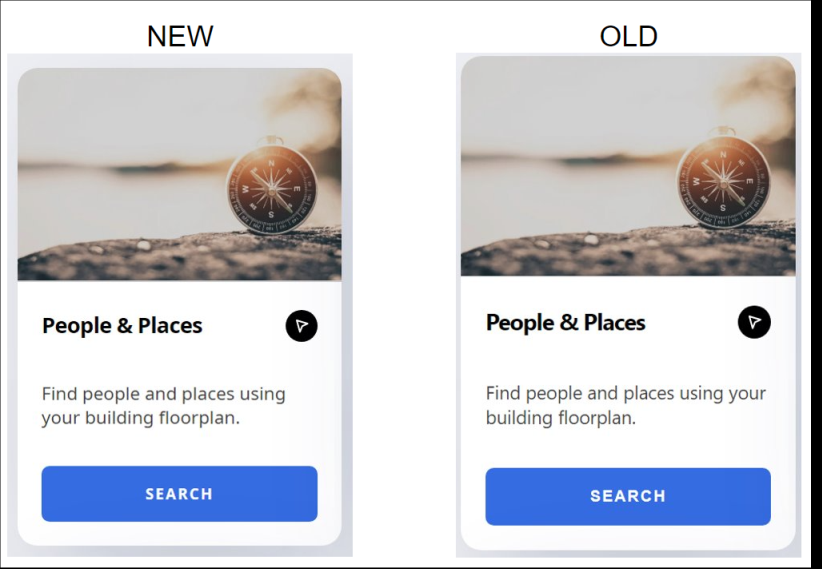 NEW
OLD
N
E
S
W
People & Places
Find people and places using
your building floorplan.
SEARCH
N
E
S
W
People & Places
Find people and places using your
building floorplan.
SEARCH